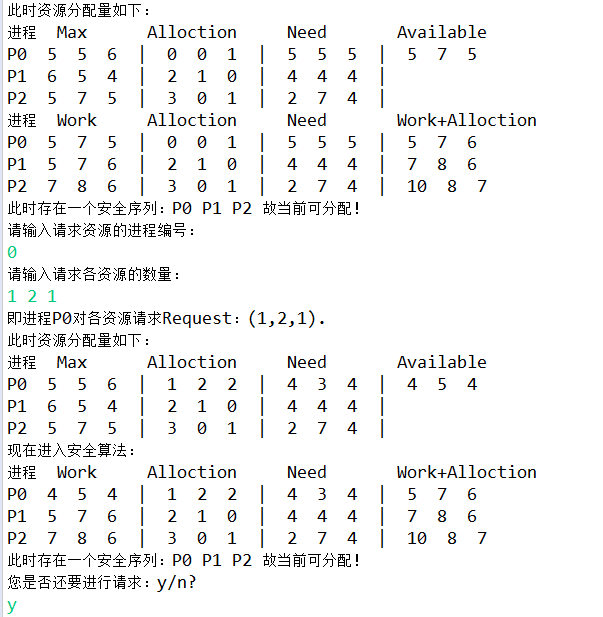 此时资源分配量如下：
进程  Max      Alloction     Need       Available
P0  5  5  6  |  0  0  1  |  5  5  5  |  5  7  5
P1  6  5  4  |  2  1  0  |  4  4  4  |
P2  5  7  5  |  3  0  1  |  2  7  4  |
进程  Work     Alloction     Need       Work+Alloction
P0  5  7  5  |  0  0  1  |  5  5  5  |  5  7  6
P1  5  7  6  |  2  1  0  |  4  4  4  |  7  8  6
P2  7  8  6  |  3  0  1  |  2  7  4  |  10  8  7
此时存在一个安全序列：P0 P1 P2 故当前可分配！
请输入请求资源的进程编号：
0
请输入请求各资源的数量：
1 2 1
即进程P0对各资源请求Request：(1,2,1).
此时资源分配量如下：
进程  Max      Alloction     Need       Available
P0  5  5  6  |  1  2  2  |  4  3  4  |  4  5  4
P1  6  5  4  |  2  1  0  |  4  4  4  |
P2  5  7  5  |  3  0  1  |  2  7  4  |
现在进入安全算法：
进程  Work     Alloction     Need       Work+Alloction
P0  4  5  4  |  1  2  2  |  4  3  4  |  5  7  6
P1  5  7  6  |  2  1  0  |  4  4  4  |  7  8  6
P2  7  8  6  |  3  0  1  |  2  7  4  |  10  8  7
此时存在一个安全序列：P0 P1 P2 故当前可分配！
您是否还要进行请求：y/n?
y